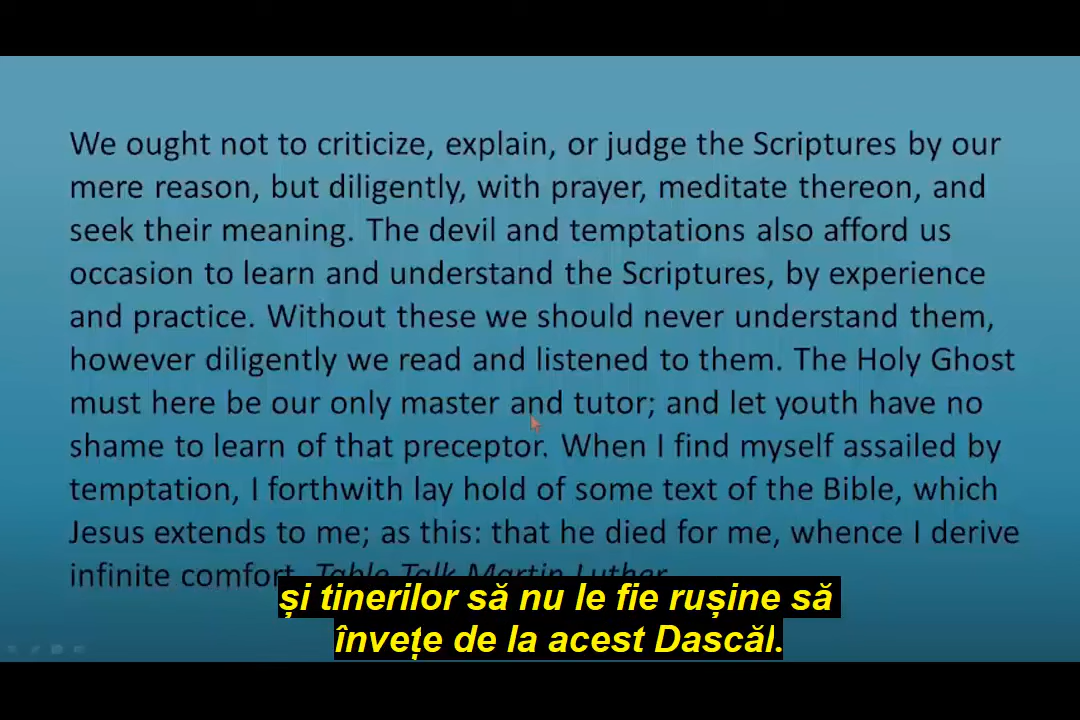 We ought not to criticize, explain, or judge the Scriptures by our
mere reason, but diligently, with prayer, meditate thereon, and
seek their meaning. The devil and temptations also afford us
occasion to learn and understand the Scriptures, by experience
and practice. Without these we should never understand them,
however diligently we read and listened to them. The Holy Ghost
must here be our only master and tutor; and let youth have no
shame to learn of that preceptor. When I find myself assailed by
temptation, I forthwith lay hold of some text of the Bible, which
Jesus extends to me; as this: that he died for me, whence I derive
infinite comfort. Table Talk Martin Luther
și tinerilor să nu le fie rușine să
învețe de la acest Dascăl.